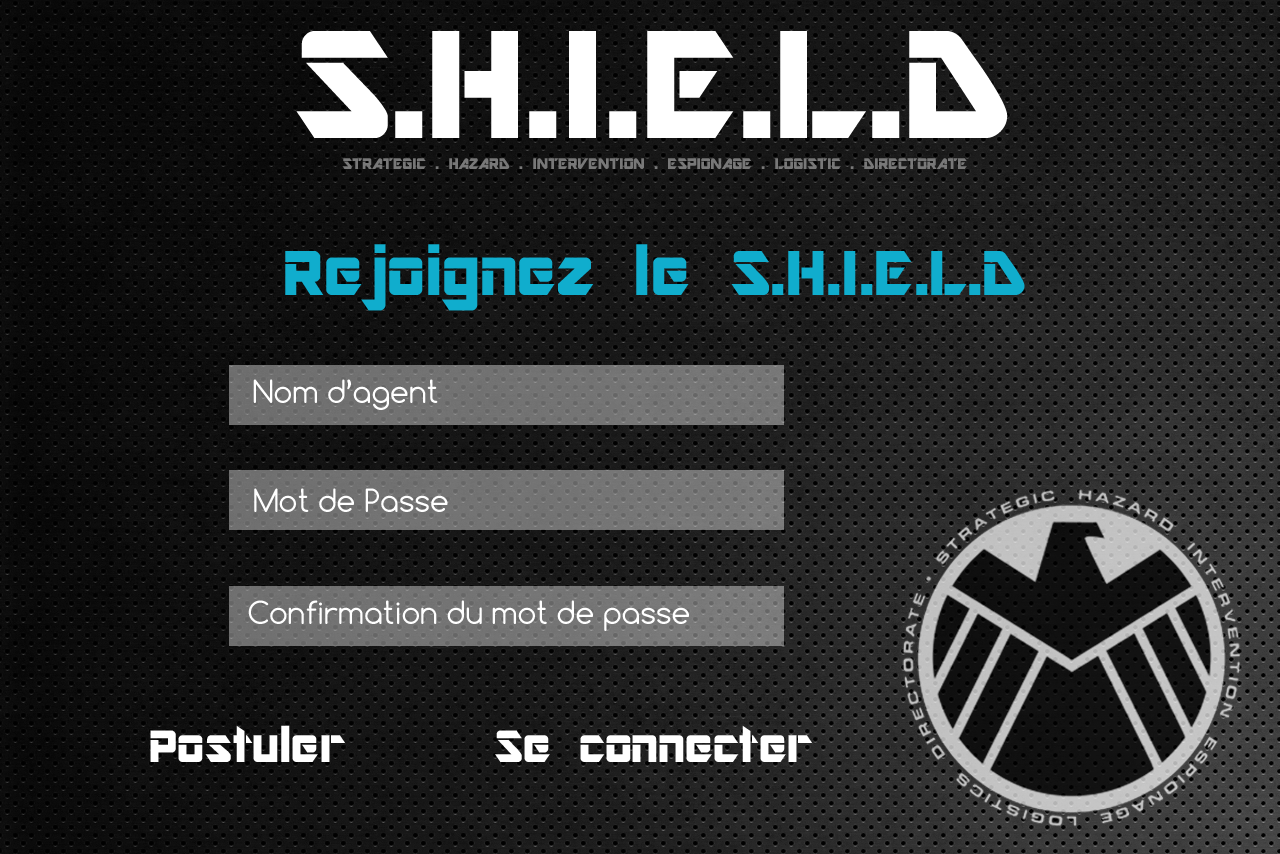 S.H.I.E.L.D
STRATEGIC . HAZARD . INTERVENTION . ESPIONAGE . LOGISTIC . DIRECTORATE
Rejoignez le S.H.I.E.L.D
Nom d'agent
Mot de Passe
Confirmation du mot de passe
STRATEGIC HAZARD INTERVENTION ESPIONAGE LOGISTICS DIRECTORATE •
Postuler Se connecter